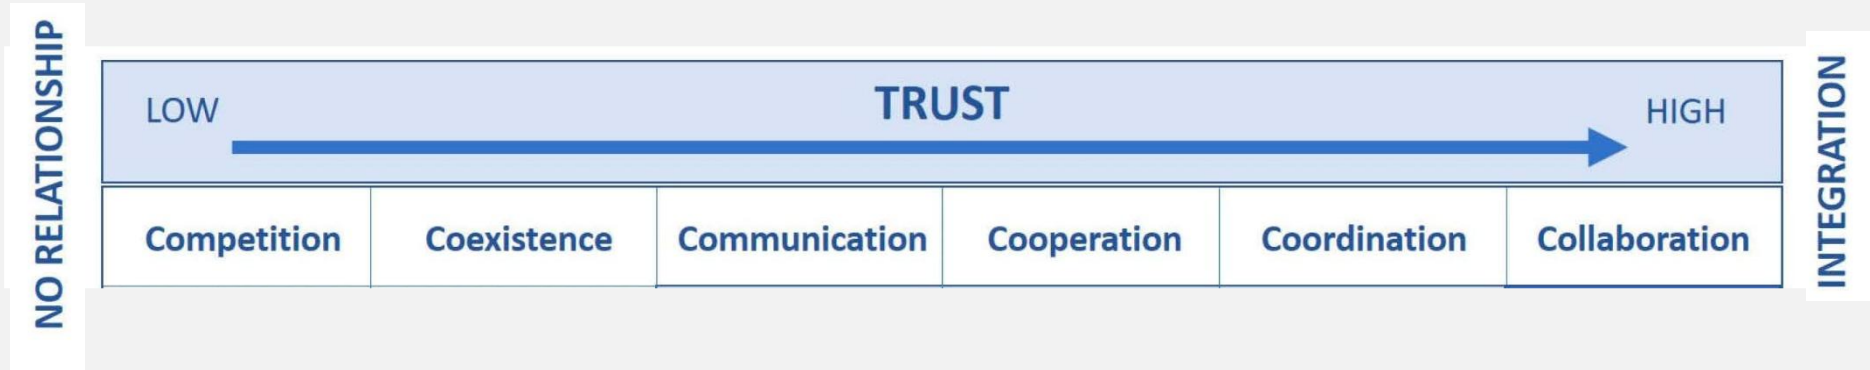 NO RELATIONSHIP
LOW
TRUST
HIGH
Competition
Coexistence
Communication
Cooperation
Coordination
Collaboration
INTEGRATION